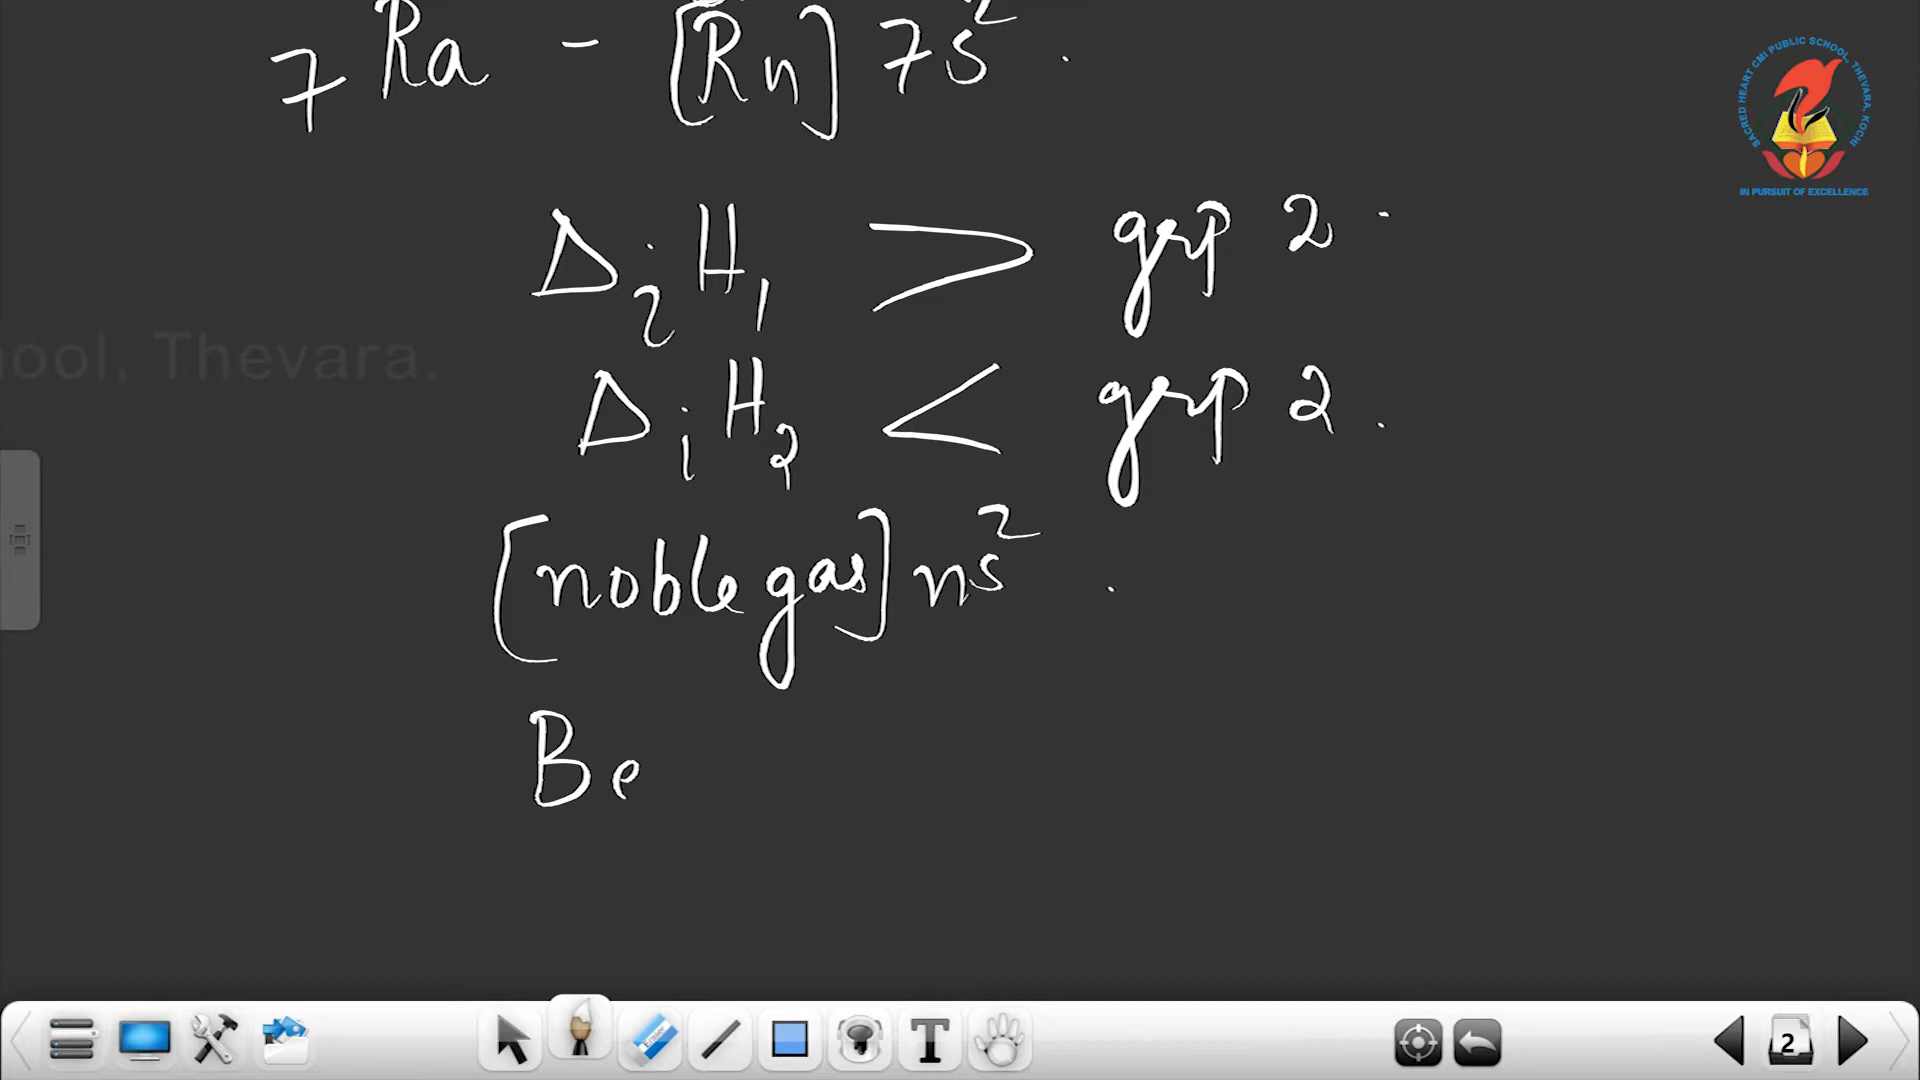 7 Ra - [Rn] 7s²
SACRED HEART CMI PUBLIC SCHOOL, THEVARA, KOCHI
IN PURSUIT OF EXCELLENCE
ΔᵢH₁ > grp 2.
ool, Thevara.
ΔᵢH₂ < grp 2.
[noble gas] ns²
Be
Eraser
T
2